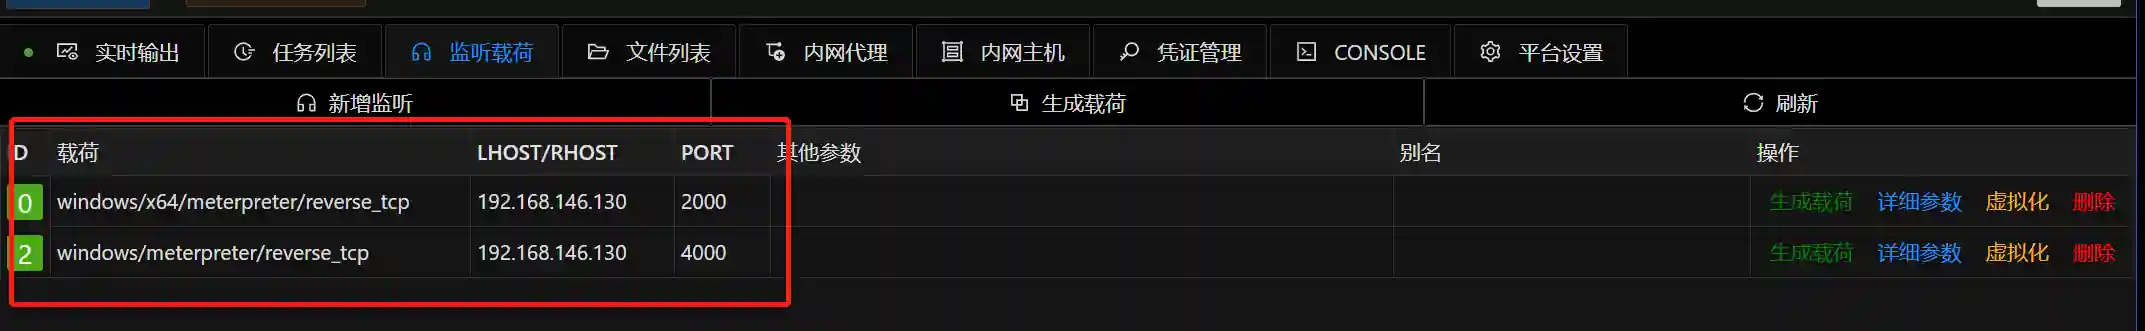 实时输出 任务列表 监听载荷 文件列表 内网代理 内网主机 凭证管理 CONSOLE 平台设置
新增监听 生成载荷 刷新
D 载荷 LHOST/RHOST PORT 其他参数 别名 操作
0 windows/x64/meterpreter/reverse_tcp 192.168.146.130 2000 生成载荷 详细参数 虚拟化 删除
2 windows/meterpreter/reverse_tcp 192.168.146.130 4000 生成载荷 详细参数 虚拟化 删除